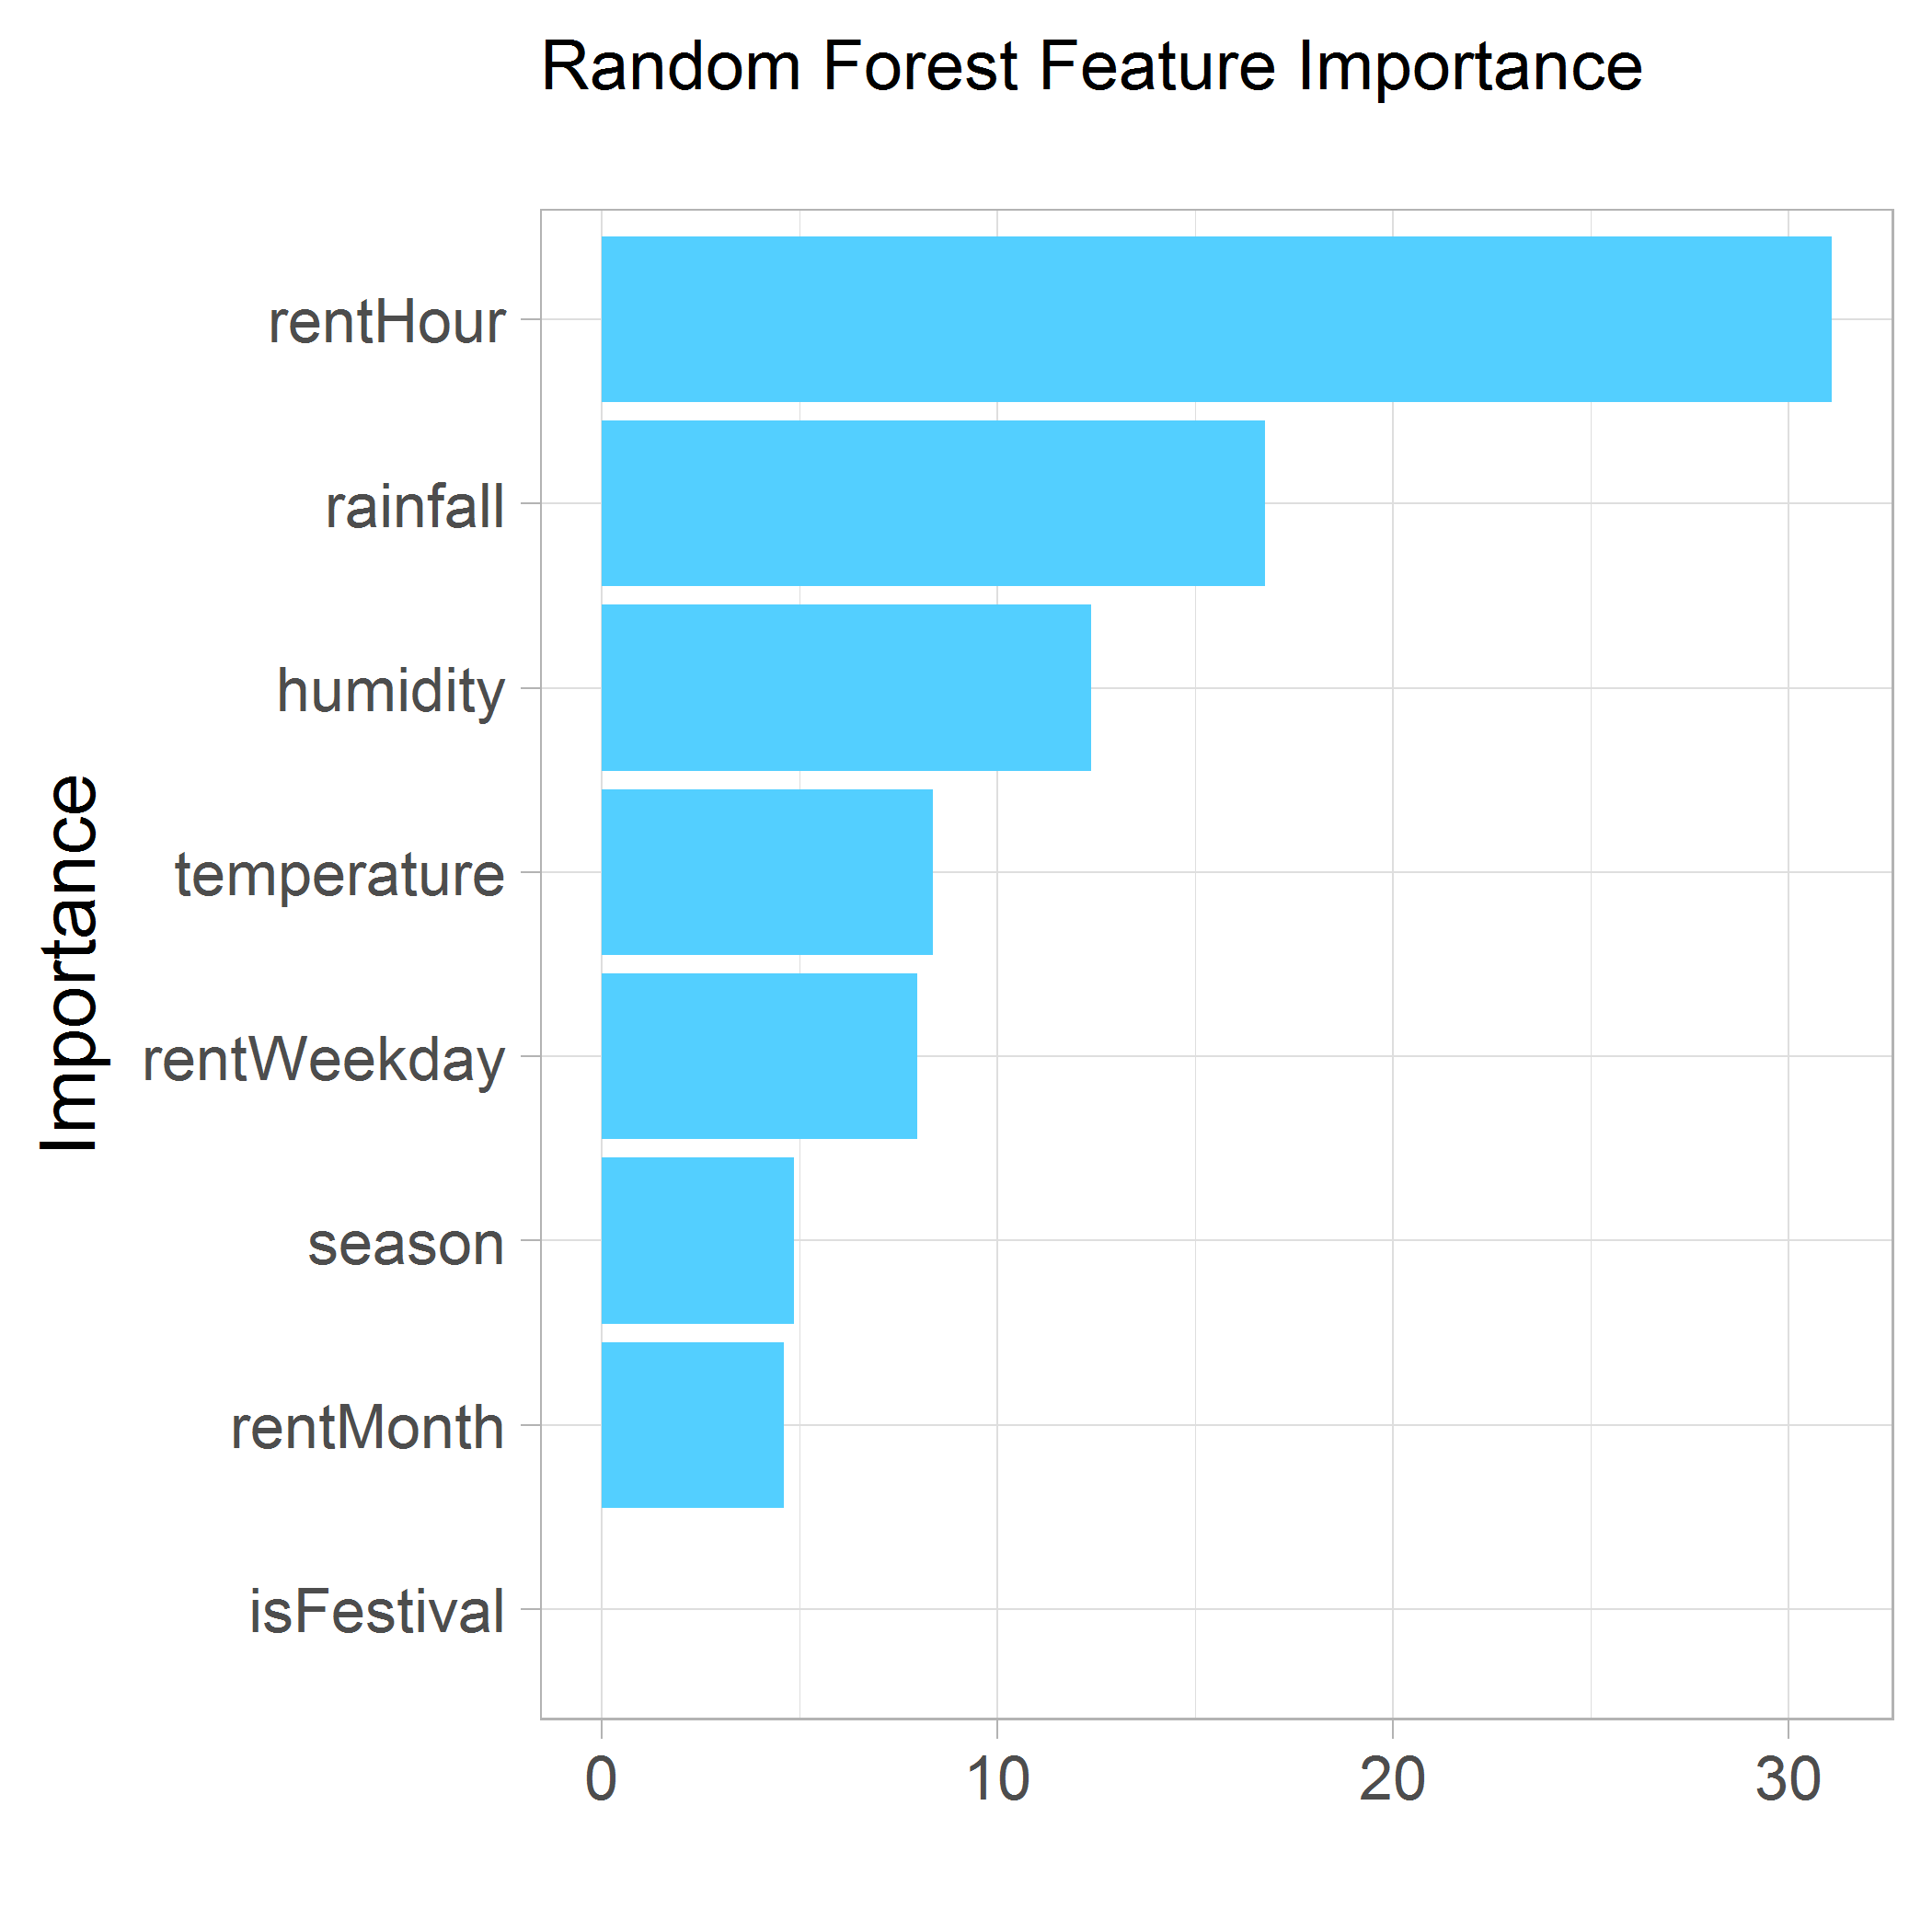 Random Forest Feature Importance
Importance
rentHour
rainfall
humidity
temperature
rentWeekday
season
rentMonth
isFestival
0 10 20 30